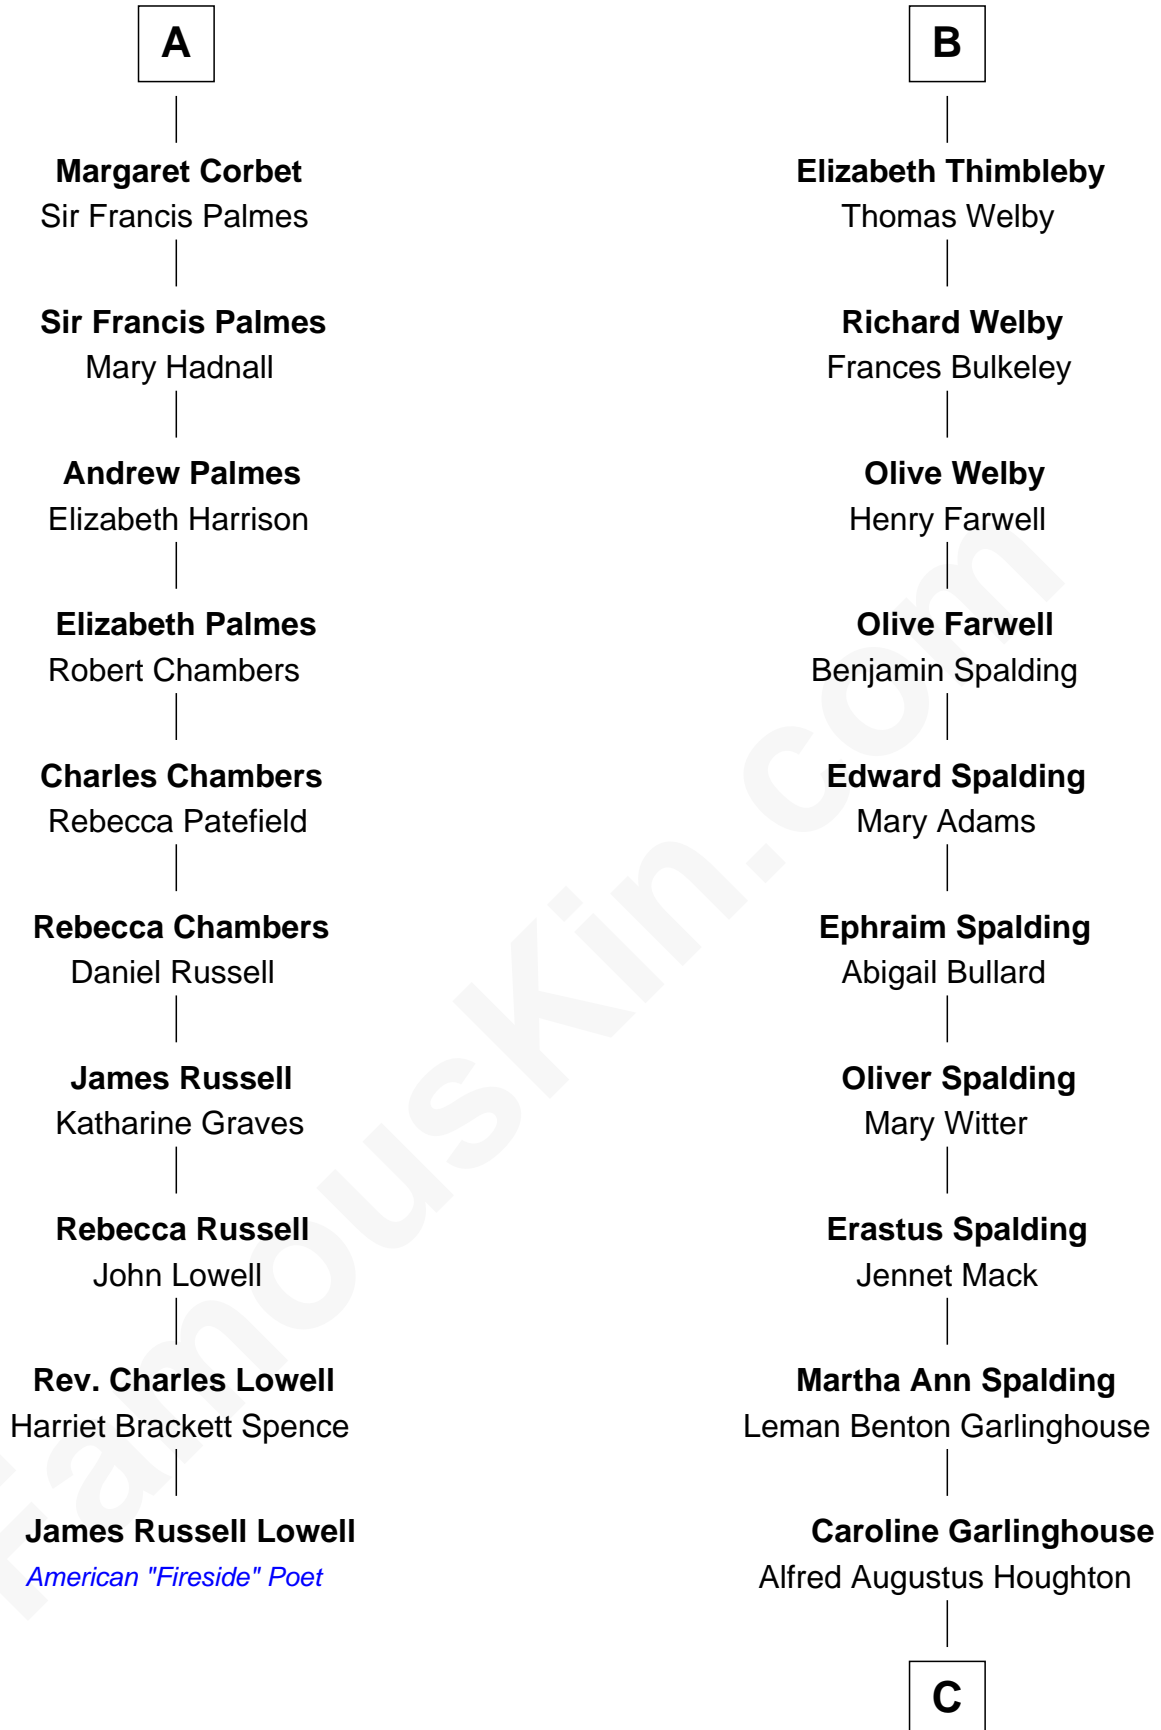 A
Margaret Corbet
Sir Francis Palmes
Sir Francis Palmes
Mary Hadnall
Andrew Palmes
Elizabeth Harrison
Elizabeth Palmes
Robert Chambers
Charles Chambers
Rebecca Patefield
Rebecca Chambers
Daniel Russell
James Russell
Katharine Graves
Rebecca Russell
John Lowell
Rev. Charles Lowell
Harriet Brackett Spence
James Russell Lowell
American "Fireside" Poet
B
Elizabeth Thimbleby
Thomas Welby
Richard Welby
Frances Bulkeley
Olive Welby
Henry Farwell
Olive Farwell
Benjamin Spalding
Edward Spalding
Mary Adams
Ephraim Spalding
Abigail Bullard
Oliver Spalding
Mary Witter
Erastus Spalding
Jennet Mack
Martha Ann Spalding
Leman Benton Garlinghouse
Caroline Garlinghouse
Alfred Augustus Houghton
C
FamousKin.com